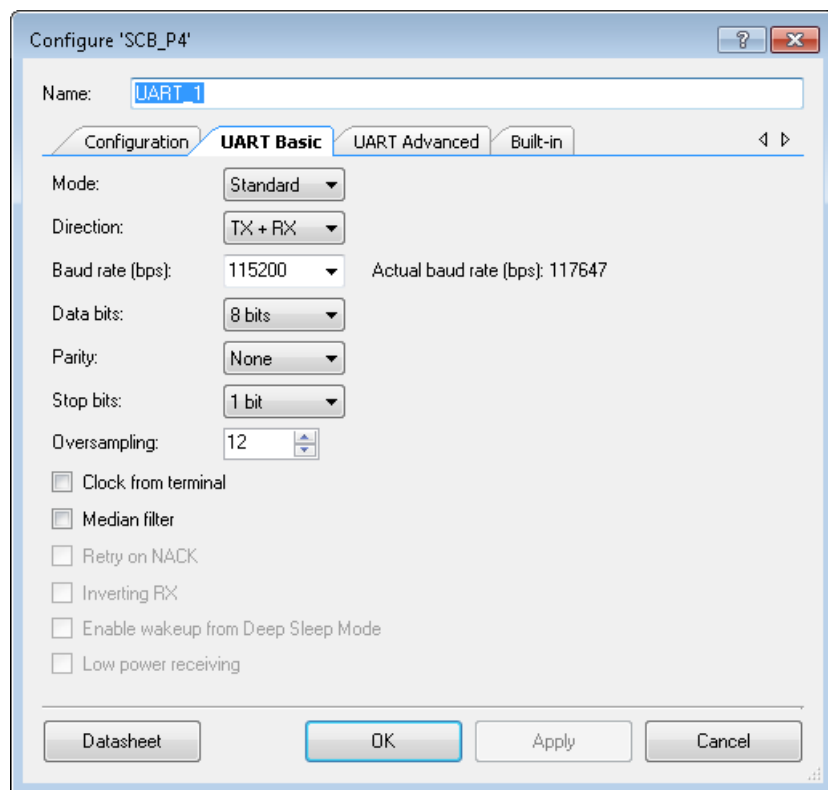 Configure 'SCB_P4'
Name: UART_1
Configuration UART Basic UART Advanced Built-in
Mode: Standard
Direction: TX + RX
Baud rate (bps): 115200 Actual baud rate (bps): 117647
Data bits: 8 bits
Parity: None
Stop bits: 1 bit
Oversampling: 12
Clock from terminal
Median filter
Retry on NACK
Inverting RX
Enable wakeup from Deep Sleep Mode
Low power receiving
Datasheet OK Apply Cancel